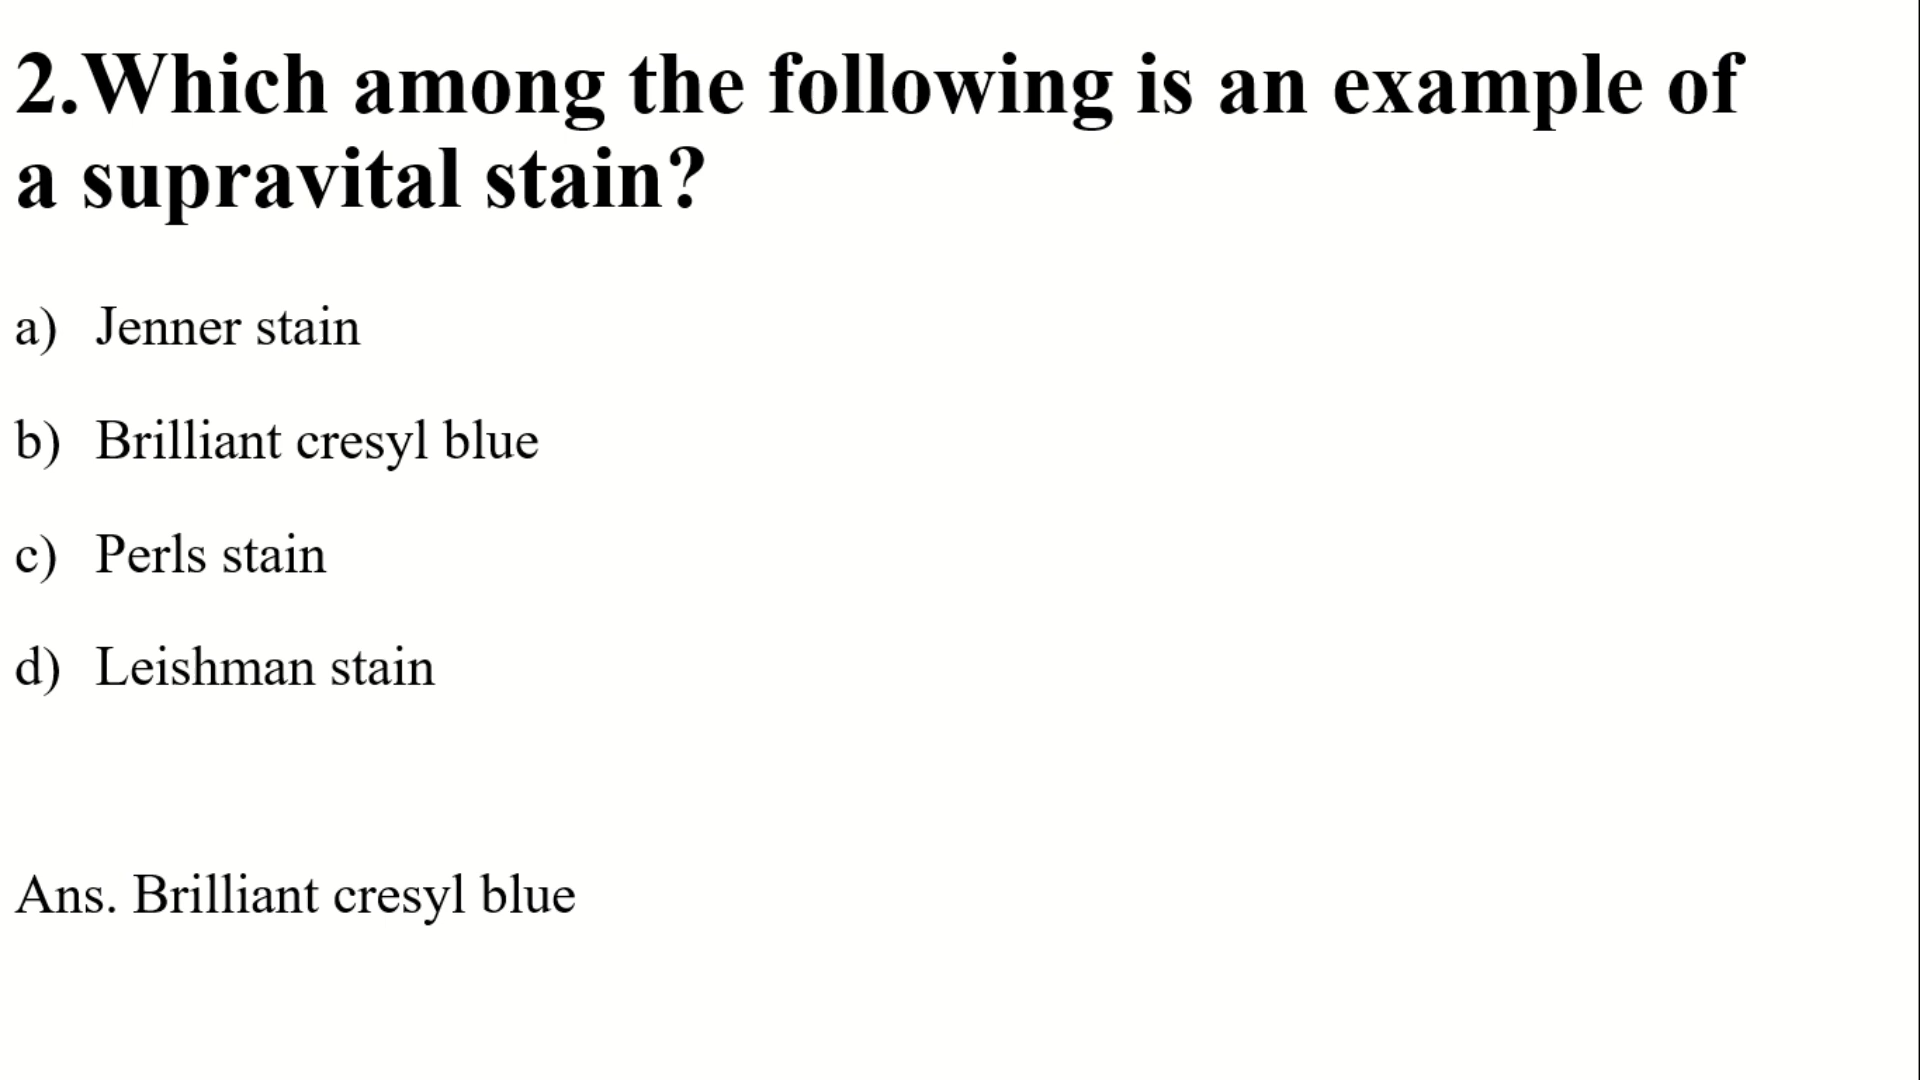 2.Which among the following is an example of
a supravital stain?
a) Jenner stain
b) Brilliant cresyl blue
c) Perls stain
d) Leishman stain
Ans. Brilliant cresyl blue